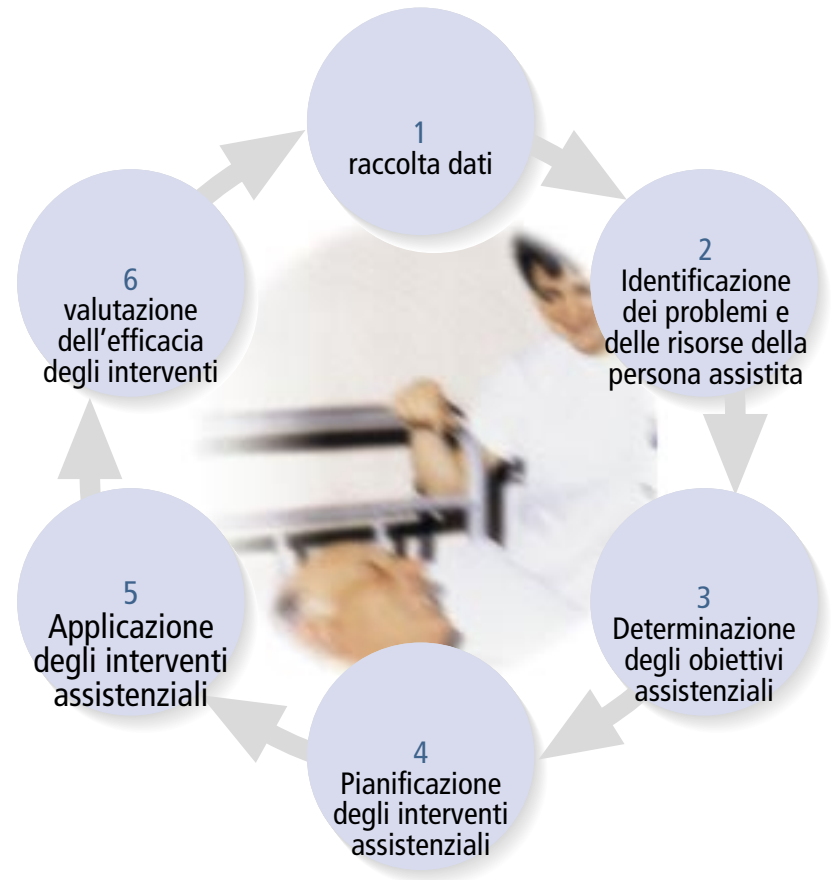 1
raccolta dati
2
Identificazione
dei problemi e
delle risorse della
persona assistita
3
Determinazione
degli obiettivi
assistenziali
4
Pianificazione
degli interventi
assistenziali
5
Applicazione
degli interventi
assistenziali
6
valutazione
dell'efficacia
degli interventi